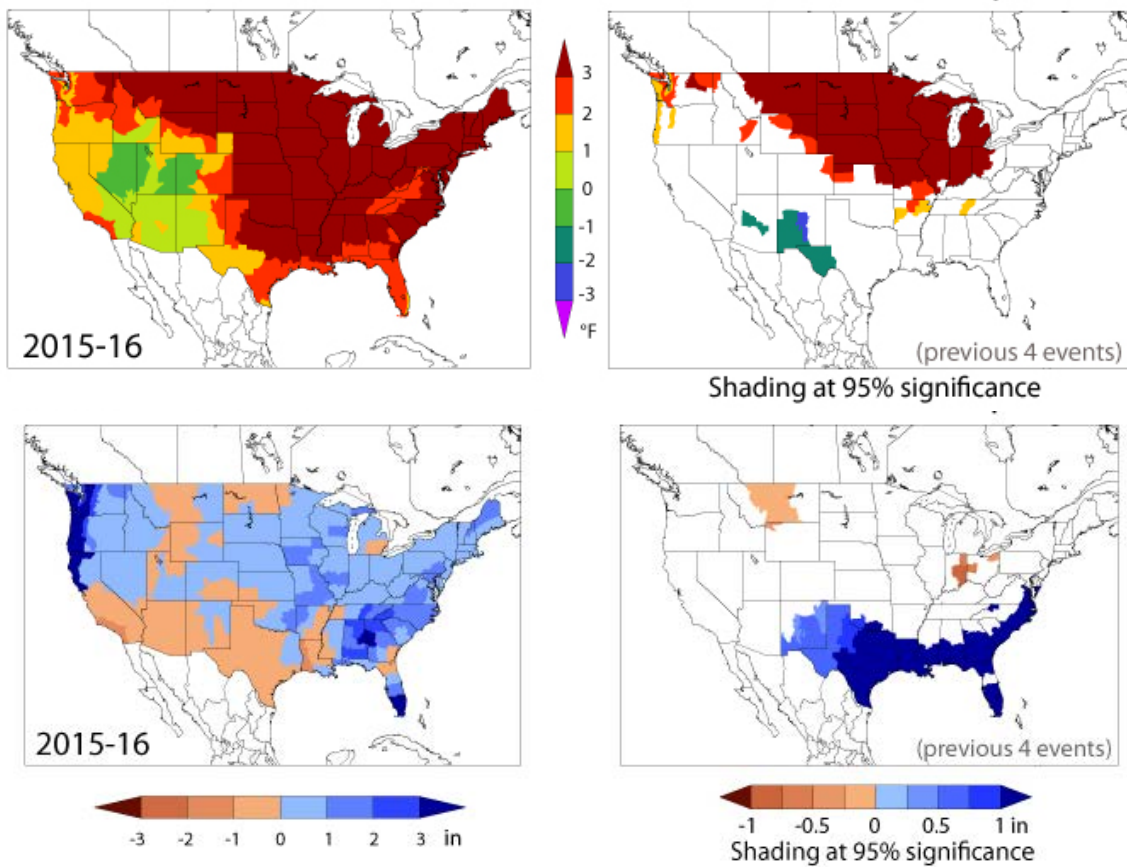 3
2
1
0
-1
-2
-3
°F
2015-16
(previous 4 events)
Shading at 95% significance
2015-16
(previous 4 events)
-3 -2 -1 0 1 2 3 in
-1 -0.5 0 0.5 1 in
Shading at 95% significance